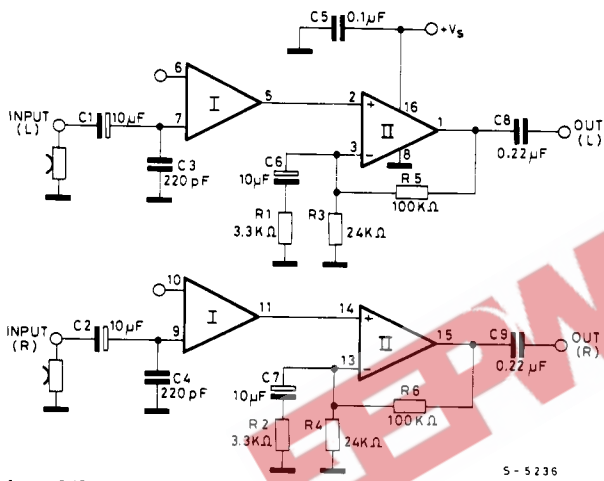 C5 0.1µF
+Vs
6
I
5
2
+
II
16
1
C8
0.22µF
OUT (L)
INPUT (L)
C1 10µF
7
C3
220pF
3
−
8
C6
10µF
R5
100KΩ
R1
3.3KΩ
R3
24KΩ
10
I
11
14
+
II
15
C9
0.22µF
OUT (R)
INPUT (R)
C2 10µF
9
C4
220pF
13
−
C7
10µF
R6
100KΩ
R2
3.3KΩ
R4
24KΩ
EEPW
S-5236